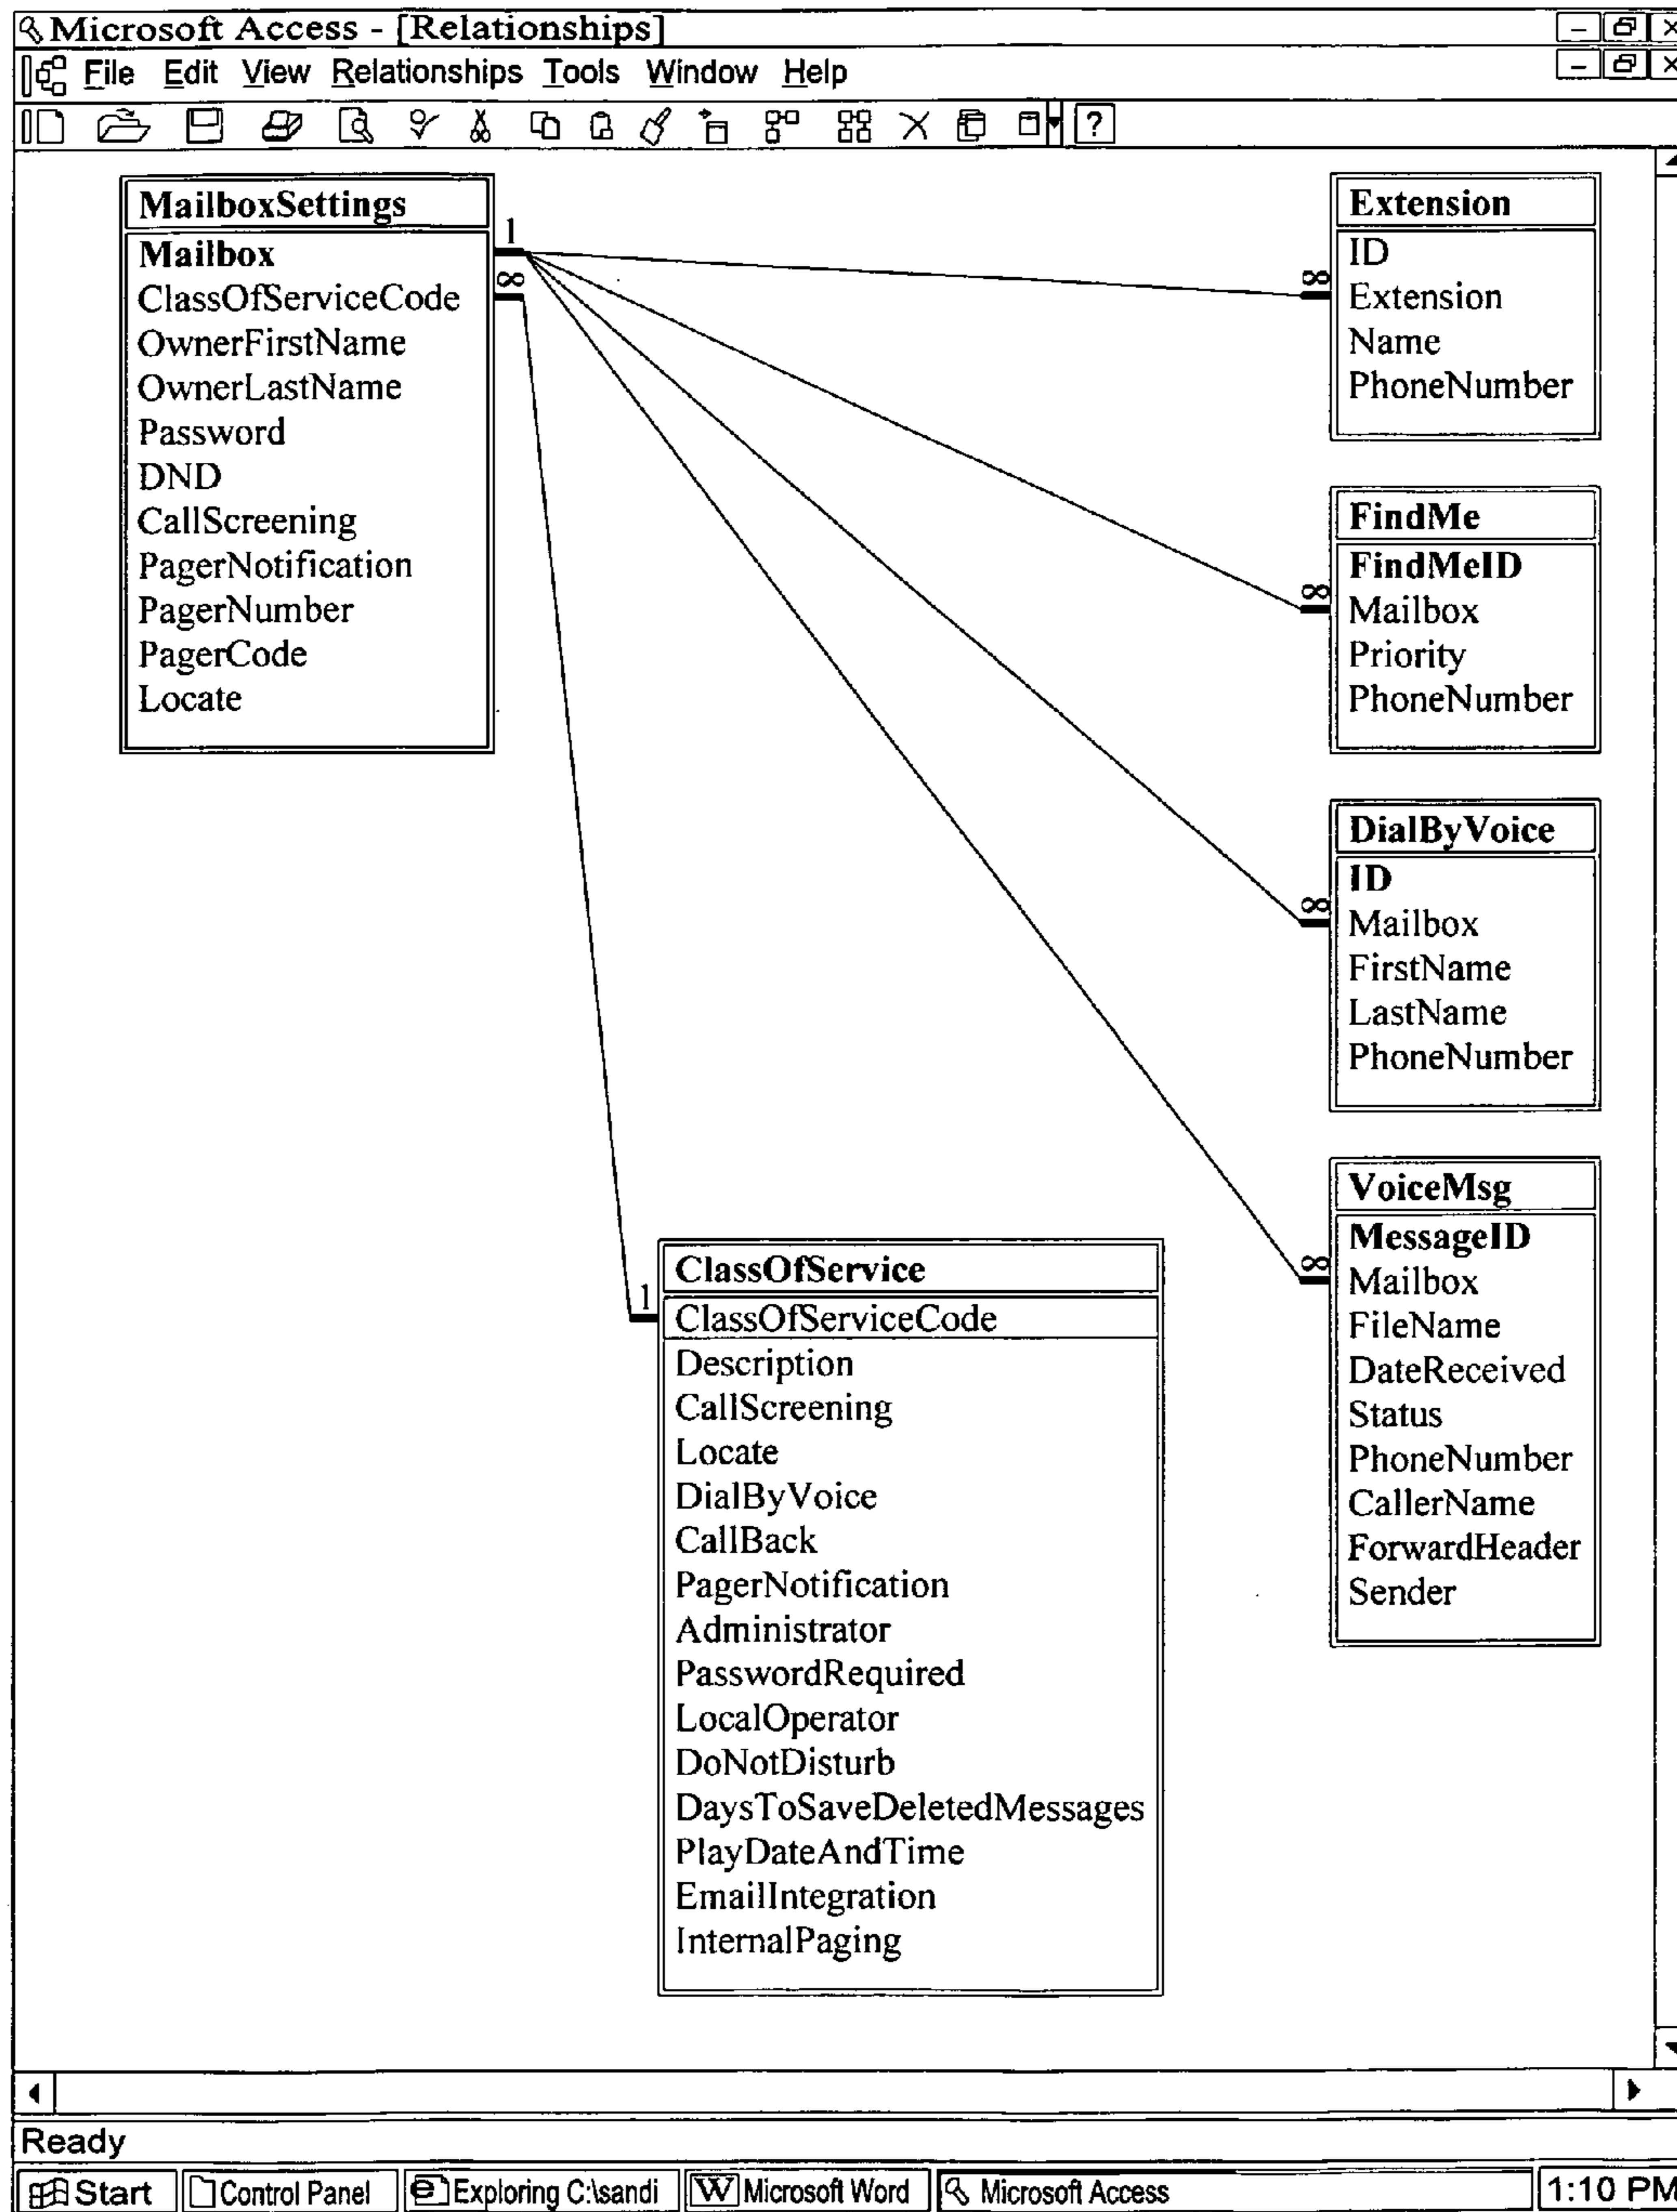 Microsoft Access - [Relationships]
File Edit View Relationships Tools Window Help
?
MailboxSettings
Mailbox
ClassOfServiceCode
OwnerFirstName
OwnerLastName
Password
DND
CallScreening
PagerNotification
PagerNumber
PagerCode
Locate
1
∞
Extension
ID
∞
Extension
Name
PhoneNumber
FindMe
FindMeID
∞
Mailbox
Priority
PhoneNumber
DialByVoice
ID
∞
Mailbox
FirstName
LastName
PhoneNumber
VoiceMsg
MessageID
∞
Mailbox
FileName
DateReceived
Status
PhoneNumber
CallerName
ForwardHeader
Sender
ClassOfService
1
ClassOfServiceCode
Description
CallScreening
Locate
DialByVoice
CallBack
PagerNotification
Administrator
PasswordRequired
LocalOperator
DoNotDisturb
DaysToSaveDeletedMessages
PlayDateAndTime
EmailIntegration
InternalPaging
Ready
Start Control Panel Exploring C:\sandi Microsoft Word Microsoft Access 1:10 PM